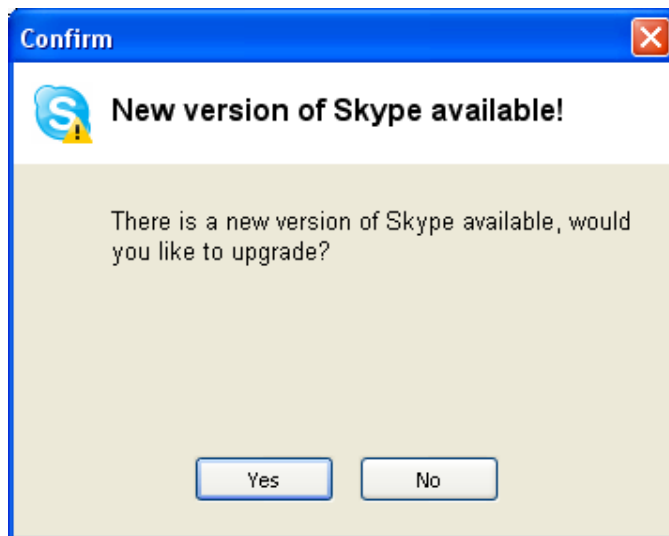 Confirm
New version of Skype available!
There is a new version of Skype available, would
you like to upgrade?
Yes No